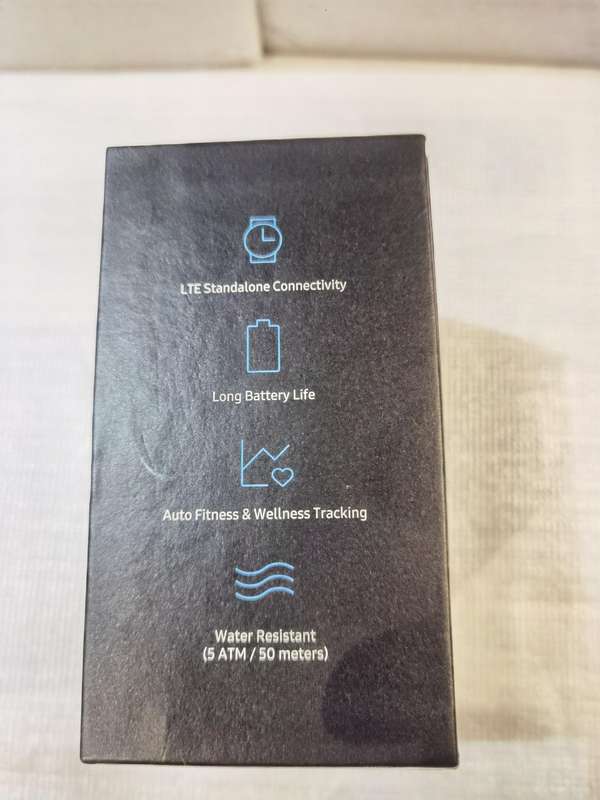 LTE Standalone Connectivity
Long Battery Life
Auto Fitness & Wellness Tracking
Water Resistant
(5 ATM / 50 meters)